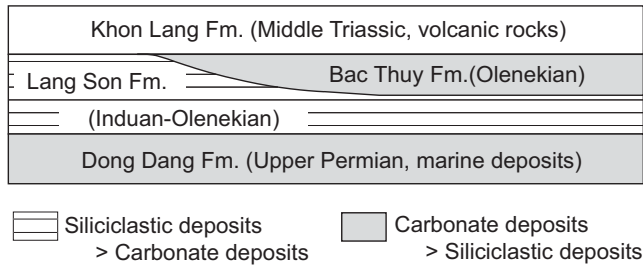 Khon Lang Fm. (Middle Triassic, volcanic rocks)
Bac Thuy Fm.(Olenekian)
Lang Son Fm.
(Induan-Olenekian)
Dong Dang Fm. (Upper Permian, marine deposits)
Siliciclastic deposits
> Carbonate deposits
Carbonate deposits
> Siliciclastic deposits